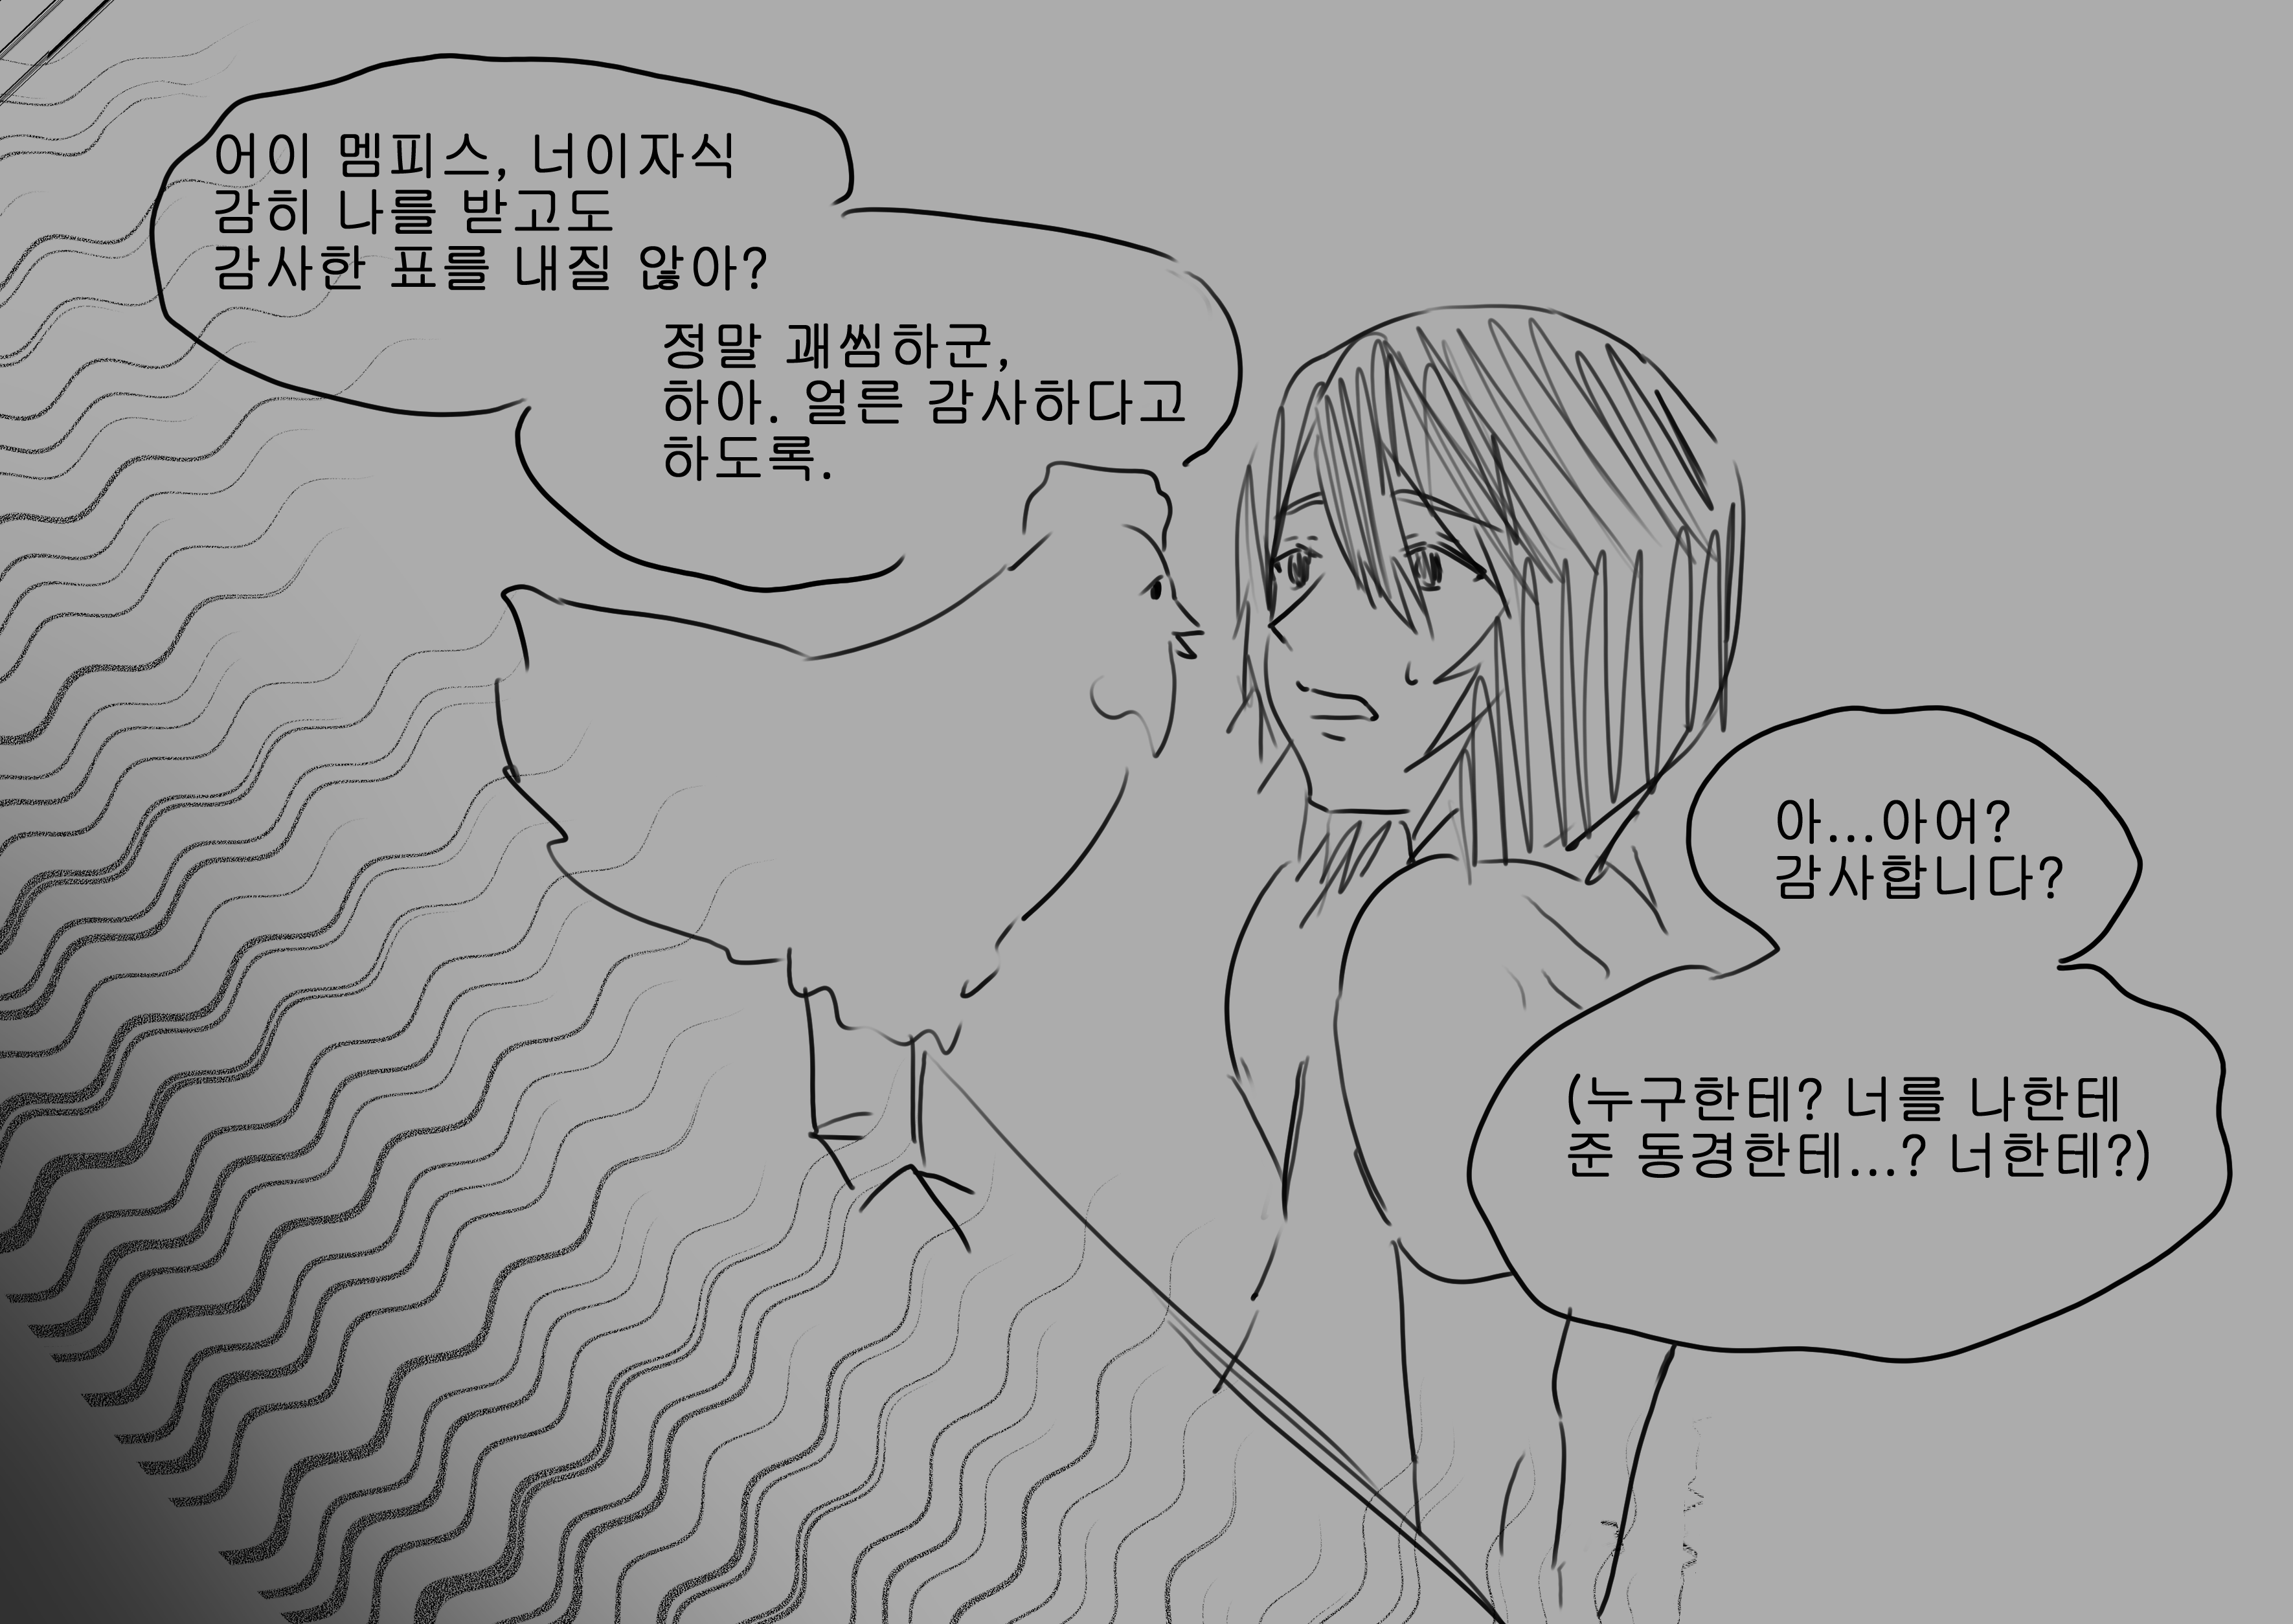 어이 멤피스, 너이자식
감히 나를 받고도
감사한 표를 내질 않아?
정말 괘씸하군,
하아. 얼른 감사하다고
하도록.
아...아어?
감사합니다?
(누구한테? 너를 나한테
준 동경한테...? 너한테?)